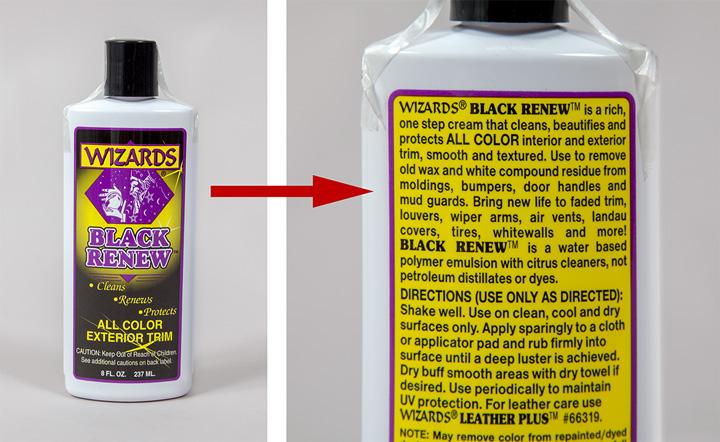 WIZARDS®
BLACK
RENEW™
• Cleans
• Renews
• Protects
ALL COLOR
EXTERIOR TRIM
CAUTION: Keep Out of Reach of Children.
See additional cautions on back label.
8 FL. OZ. 237 ML.
WIZARDS® BLACK RENEW™ is a rich,
one step cream that cleans, beautifies and
protects ALL COLOR interior and exterior
trim, smooth and textured. Use to remove
old wax and white compound residue from
moldings, bumpers, door handles and
mud guards. Bring new life to faded trim,
louvers, wiper arms, air vents, landau
covers, tires, whitewalls and more!
BLACK RENEW™ is a water based
polymer emulsion with citrus cleaners, not
petroleum distillates or dyes.
DIRECTIONS (USE ONLY AS DIRECTED):
Shake well. Use on clean, cool and dry
surfaces only. Apply sparingly to a cloth
or applicator pad and rub firmly into
surface until a deep luster is achieved.
Dry buff smooth areas with dry towel if
desired. Use periodically to maintain
UV protection. For leather care use
WIZARDS® LEATHER PLUS™ #66319.
NOTE: May remove color from repainted/dyed